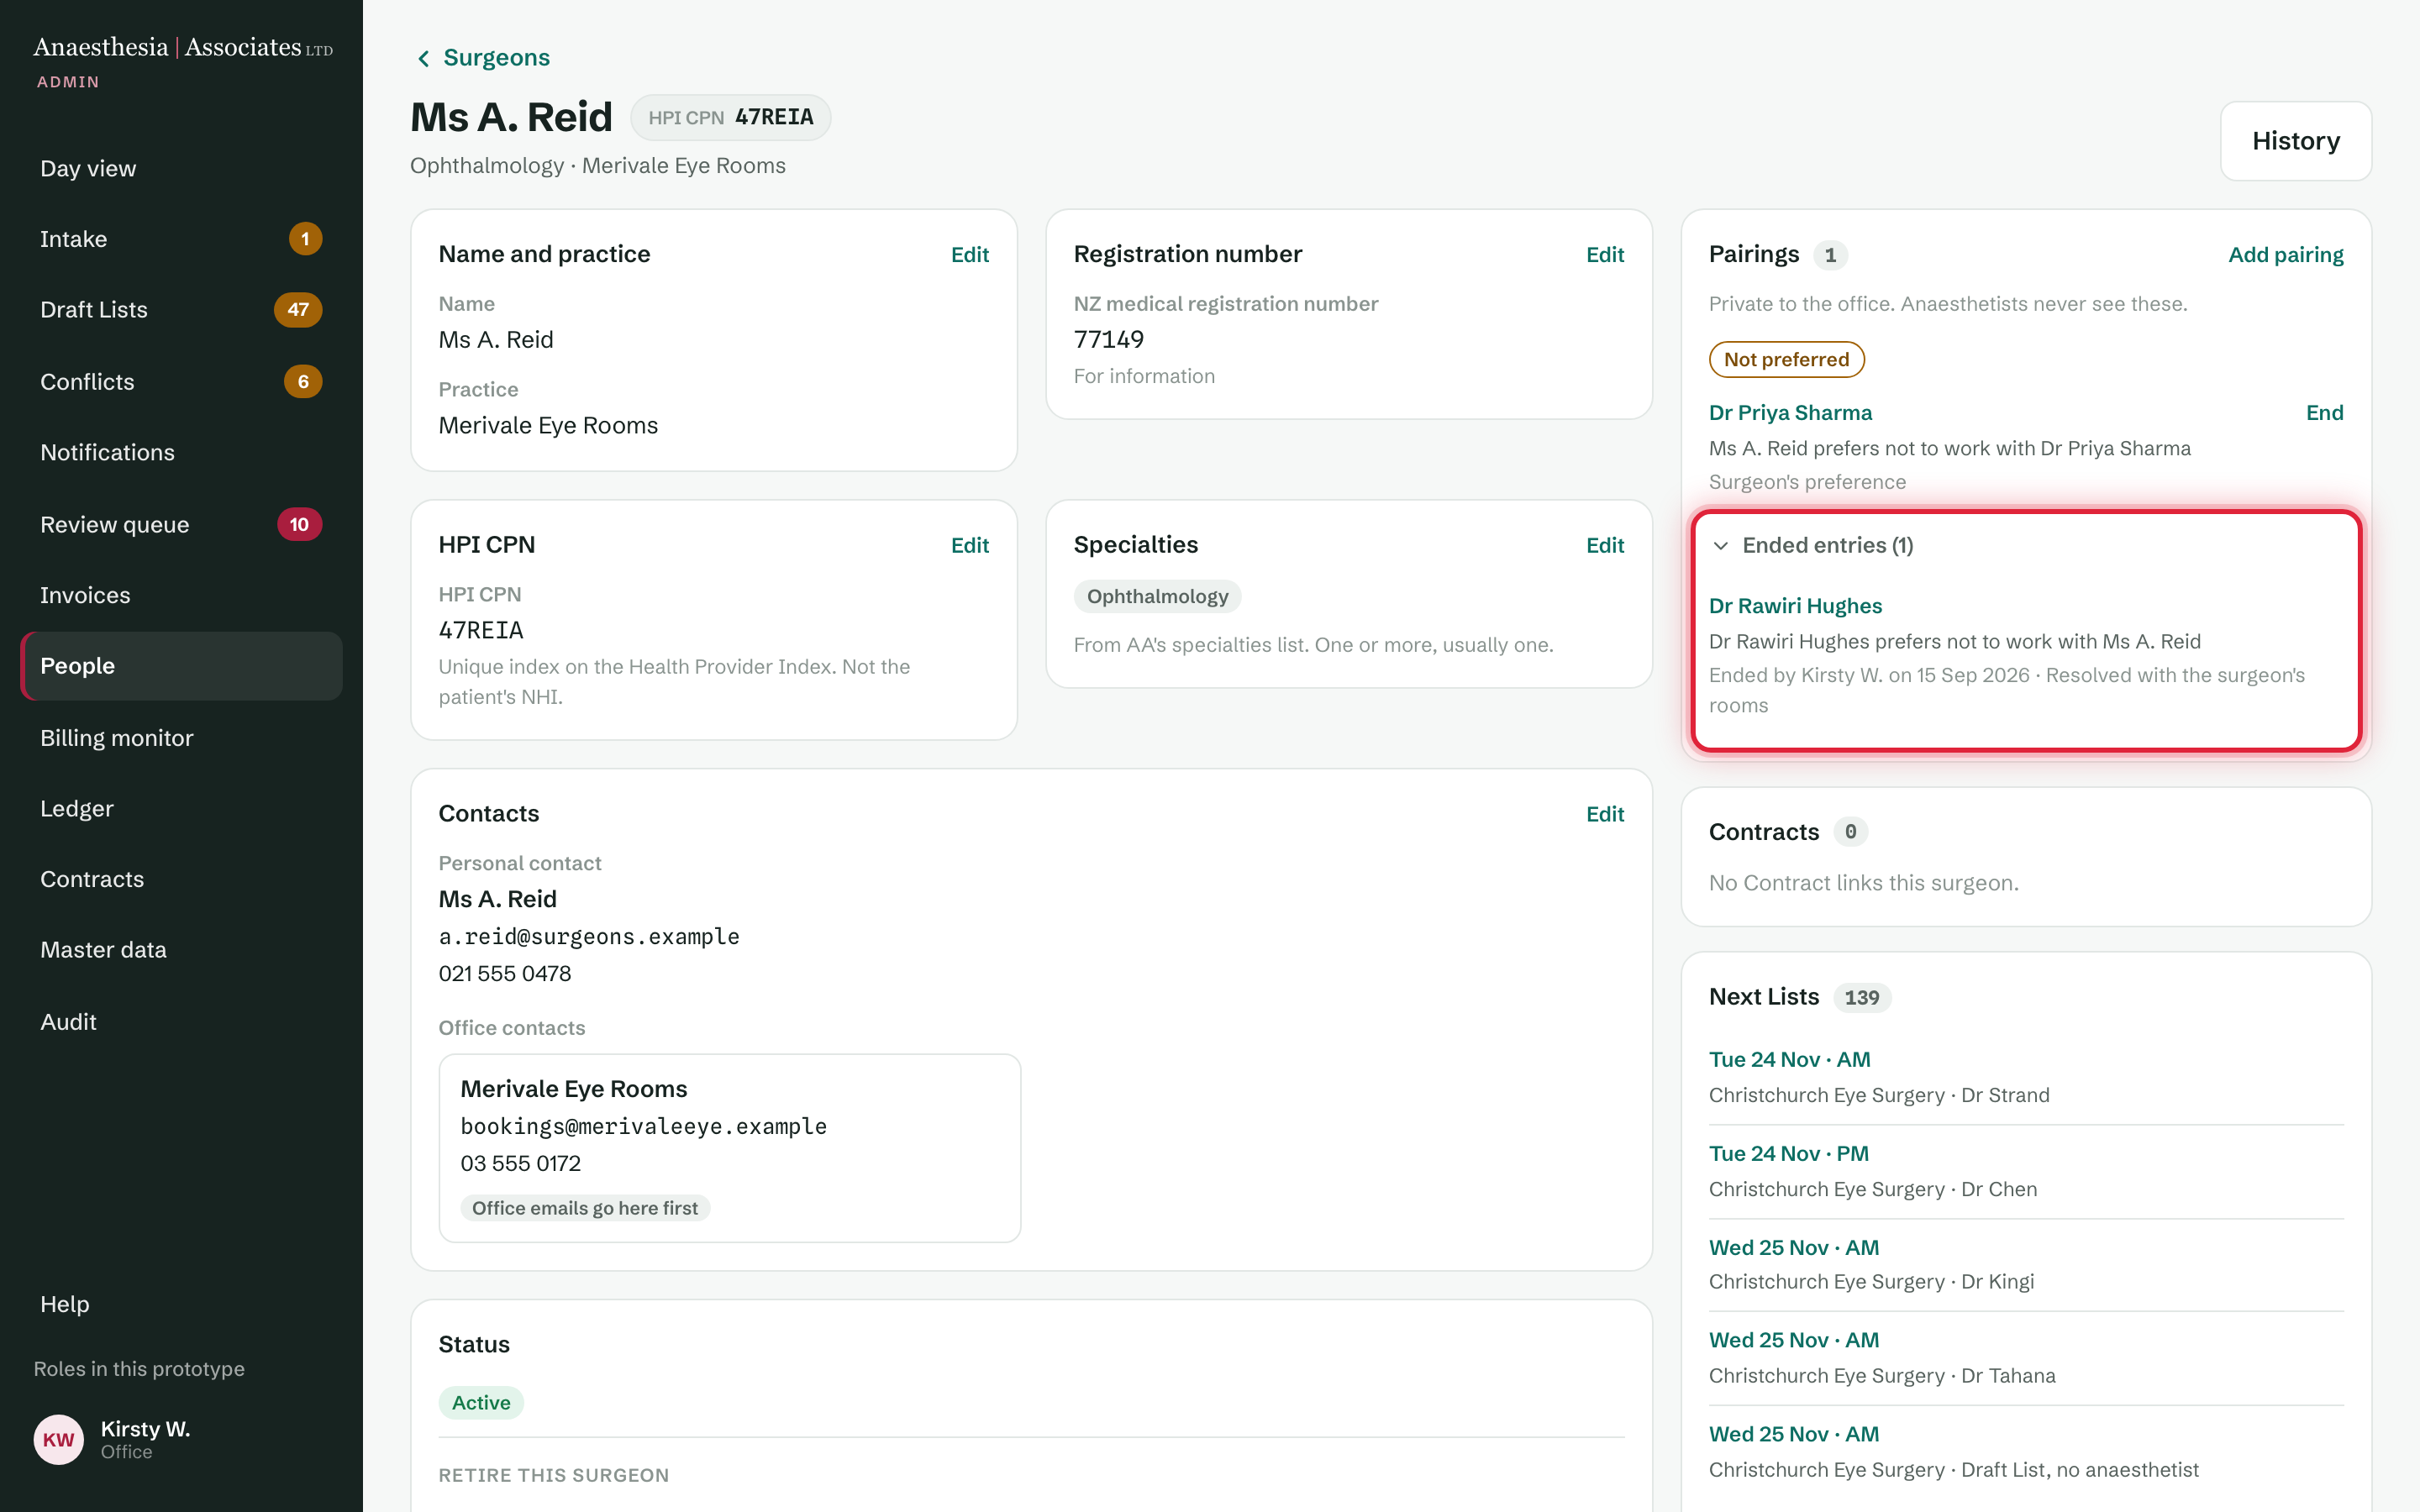 Anaesthesia | Associates LTD
ADMIN
Day view
Intake 1
Draft Lists 47
Conflicts 6
Notifications
Review queue 10
Invoices
People
Billing monitor
Ledger
Contracts
Master data
Audit
Help
Roles in this prototype
KW
Kirsty W.
Office
Surgeons
Ms A. Reid HPI CPN 47REIA
Ophthalmology · Merivale Eye Rooms
History
Name and practice Edit
Name
Ms A. Reid
Practice
Merivale Eye Rooms
Registration number Edit
NZ medical registration number
77149
For information
HPI CPN Edit
HPI CPN
47REIA
Unique index on the Health Provider Index. Not the
patient's NHI.
Specialties Edit
Ophthalmology
From AA's specialties list. One or more, usually one.
Contacts Edit
Personal contact
Ms A. Reid
a.reid@surgeons.example
021 555 0478
Office contacts
Merivale Eye Rooms
bookings@merivaleeye.example
03 555 0172
Office emails go here first
Status
Active
RETIRE THIS SURGEON
Pairings 1 Add pairing
Private to the office. Anaesthetists never see these.
Not preferred
Dr Priya Sharma End
Ms A. Reid prefers not to work with Dr Priya Sharma
Surgeon's preference
Ended entries (1)
Dr Rawiri Hughes
Dr Rawiri Hughes prefers not to work with Ms A. Reid
Ended by Kirsty W. on 15 Sep 2026 · Resolved with the surgeon's
rooms
Contracts 0
No Contract links this surgeon.
Next Lists 139
Tue 24 Nov · AM
Christchurch Eye Surgery · Dr Strand
Tue 24 Nov · PM
Christchurch Eye Surgery · Dr Chen
Wed 25 Nov · AM
Christchurch Eye Surgery · Dr Kingi
Wed 25 Nov · AM
Christchurch Eye Surgery · Dr Tahana
Wed 25 Nov · AM
Christchurch Eye Surgery · Draft List, no anaesthetist